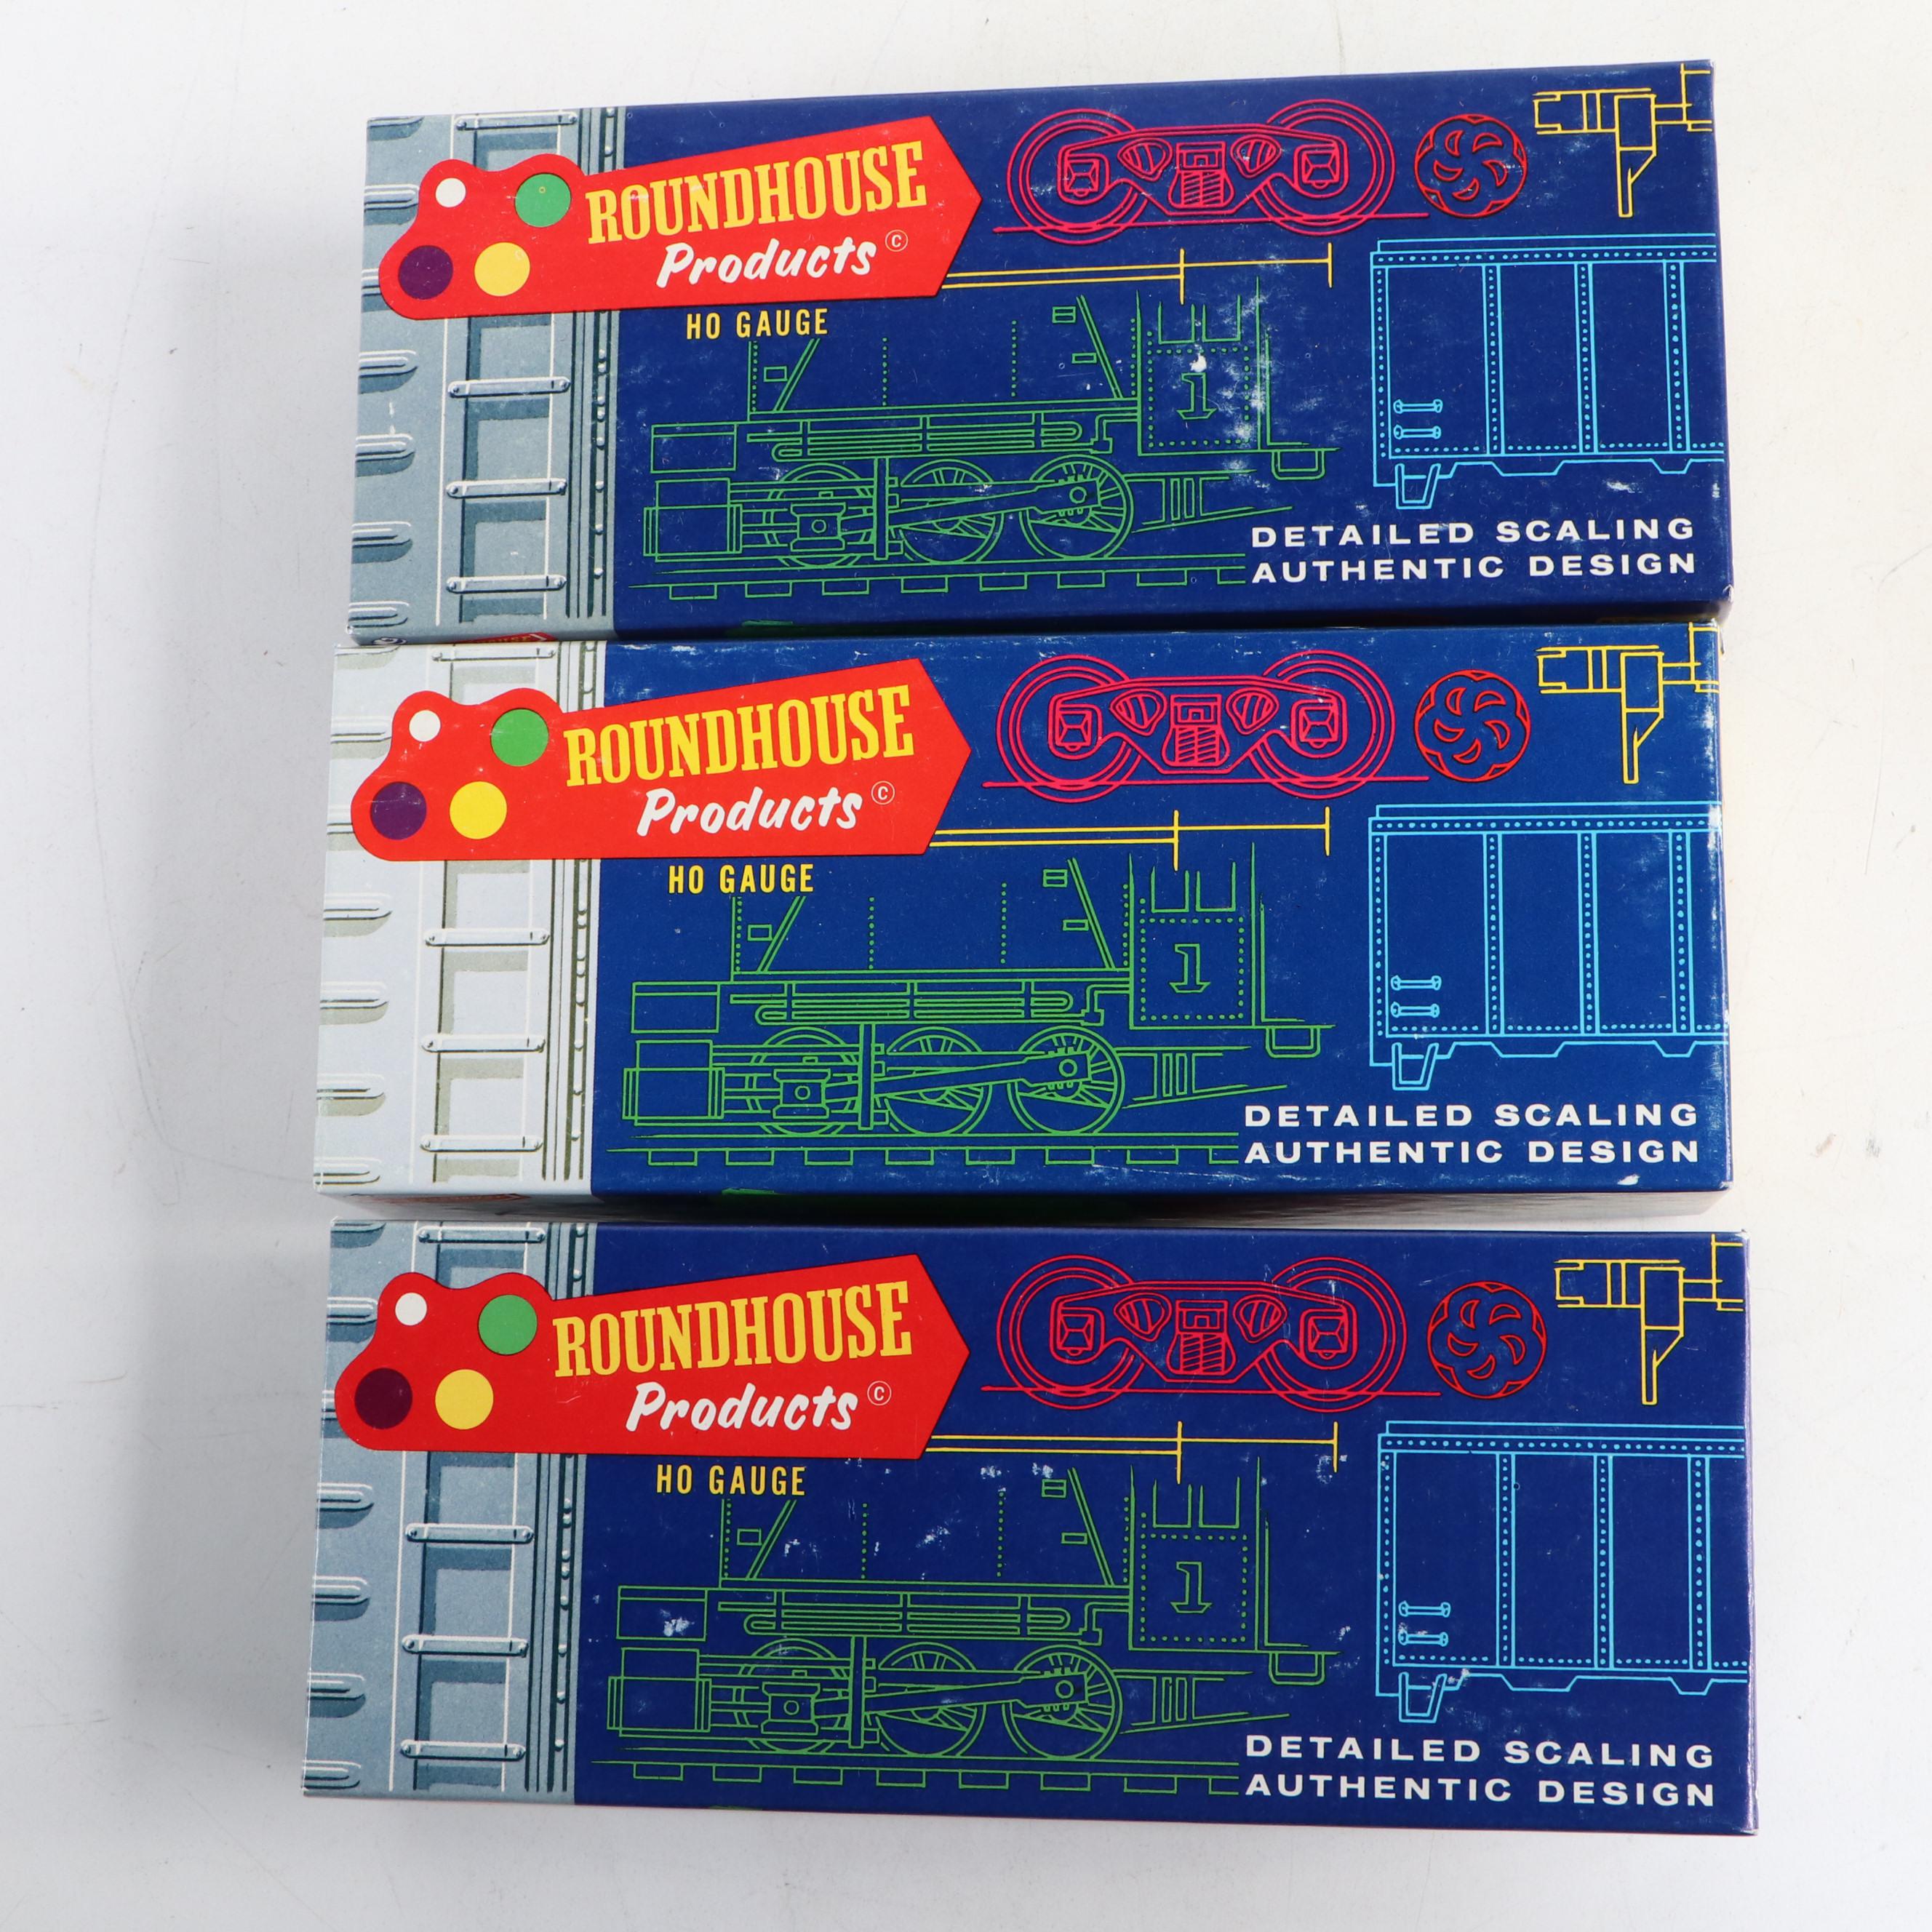 ROUNDHOUSE
Products ©
HO GAUGE
1
DETAILED SCALING
AUTHENTIC DESIGN
ROUNDHOUSE
Products ©
HO GAUGE
1
DETAILED SCALING
AUTHENTIC DESIGN
ROUNDHOUSE
Products ©
HO GAUGE
1
DETAILED SCALING
AUTHENTIC DESIGN